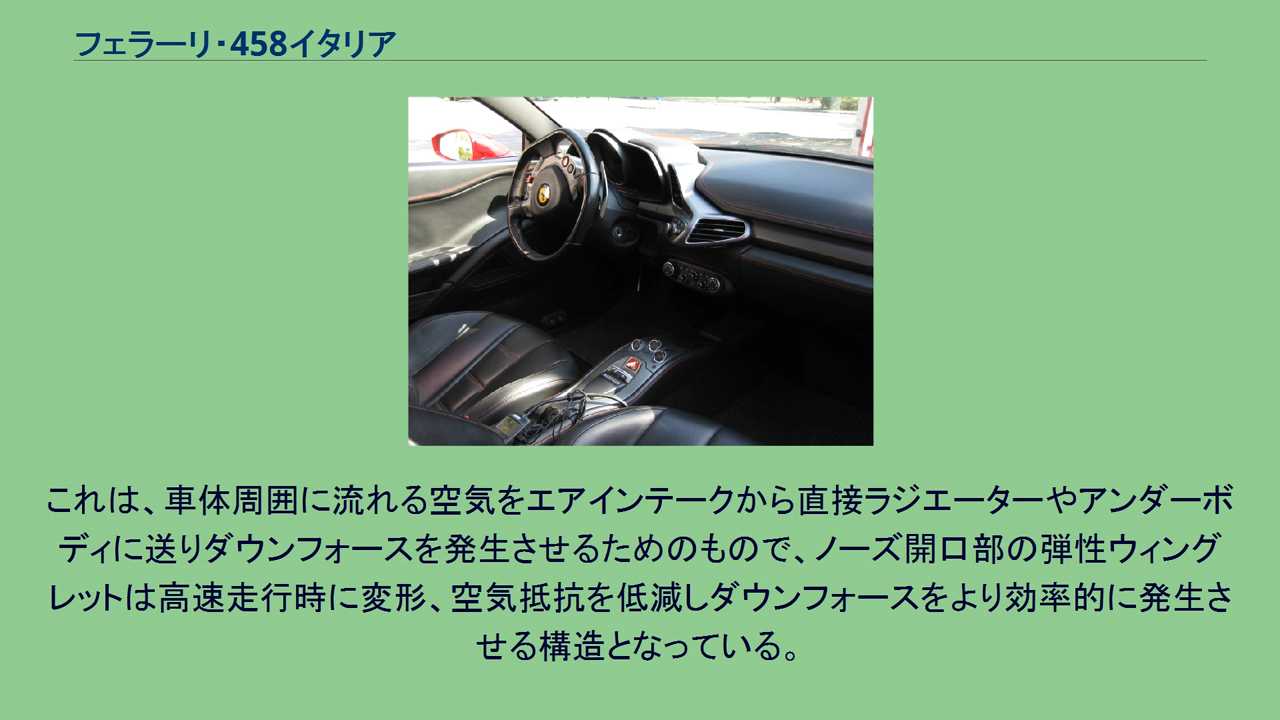 フェラーリ・458イタリア
これは、車体周囲に流れる空気をエアインテークから直接ラジエーターやアンダーボ
ディに送りダウンフォースを発生させるためのもので、ノーズ開口部の弾性ウィング
レットは高速走行時に変形、空気抵抗を低減しダウンフォースをより効率的に発生さ
せる構造となっている。